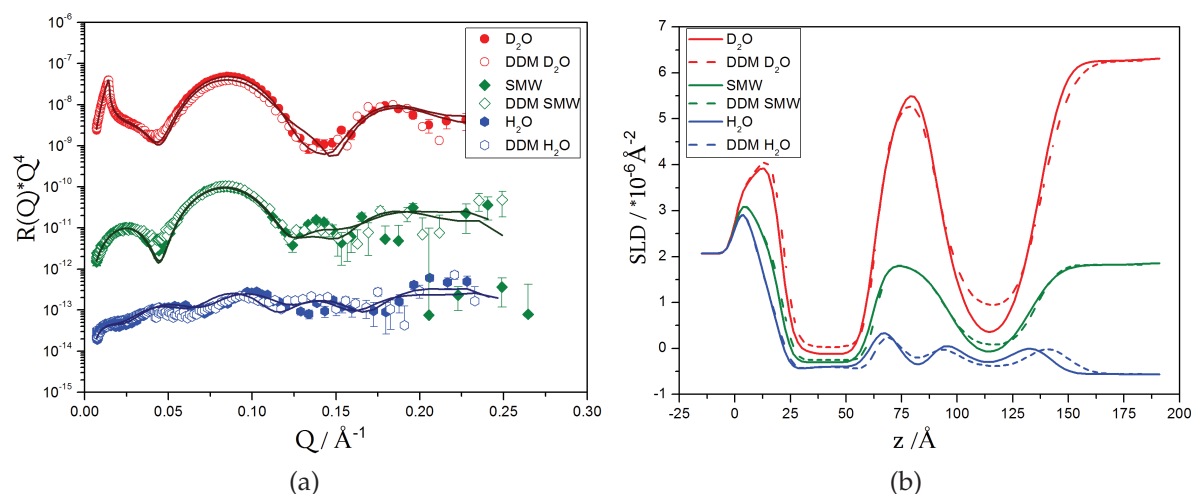 10⁻⁶
10⁻⁷
10⁻⁸
10⁻⁹
10⁻¹⁰
10⁻¹¹
10⁻¹²
10⁻¹³
10⁻¹⁴
10⁻¹⁵
R(Q)*Q⁴
D₂O
DDM D₂O
SMW
DDM SMW
H₂O
DDM H₂O
0.00 0.05 0.10 0.15 0.20 0.25 0.30
Q / Å⁻¹
(a)
7
6
5
4
3
2
1
0
-1
SLD / *10⁻⁶ Å⁻²
D₂O
DDM D₂O
SMW
DDM SMW
H₂O
DDM H₂O
-25 0 25 50 75 100 125 150 175 200
z / Å
(b)